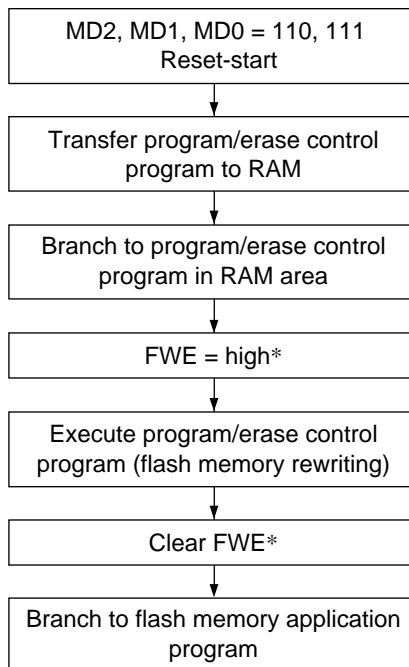 MD2, MD1, MD0 = 110, 111
Reset-start
Transfer program/erase control
program to RAM
Branch to program/erase control
program in RAM area
FWE = high*
Execute program/erase control
program (flash memory rewriting)
Clear FWE*
Branch to flash memory application
program